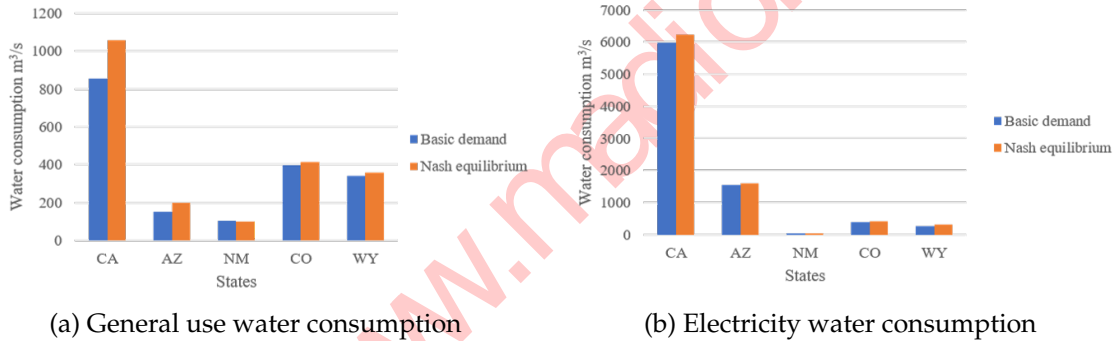 1200
1000
800
600
400
200
0
Water consumption m³/s
CA AZ NM CO WY
States
Basic demand
Nash equilibrium
(a) General use water consumption
7000
6000
5000
4000
3000
2000
1000
0
Water consumption m³/s
CA AZ NM CO WY
States
Basic demand
Nash equilibrium
(b) Electricity water consumption